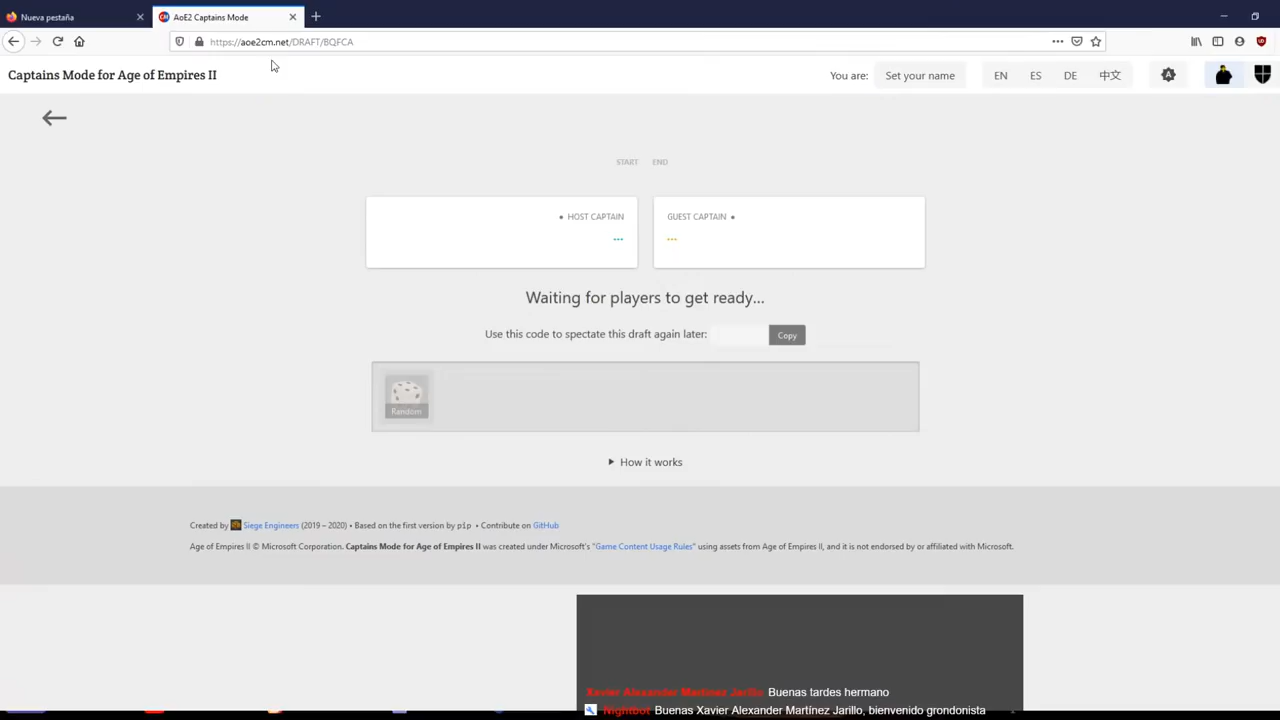 Nueva pestaña
AoE2 Captains Mode
https://aoe2cm.net/DRAFT/BQFCA
Captains Mode for Age of Empires II
You are: Set your name EN ES DE 中文
START END
HOST CAPTAIN
...
GUEST CAPTAIN
...
Waiting for players to get ready...
Use this code to spectate this draft again later: Copy
Random
How it works
Created by Siege Engineers (2019 – 2020) • Based on the first version by p1p • Contribute on GitHub
Age of Empires II © Microsoft Corporation. Captains Mode for Age of Empires II was created under Microsoft's "Game Content Usage Rules" using assets from Age of Empires II, and it is not endorsed by or affiliated with Microsoft.
Xavier Alexander Martínez Jarillo Buenas tardes hermano
Nightbot Buenas Xavier Alexander Martínez Jarillo, bienvenido grondonista